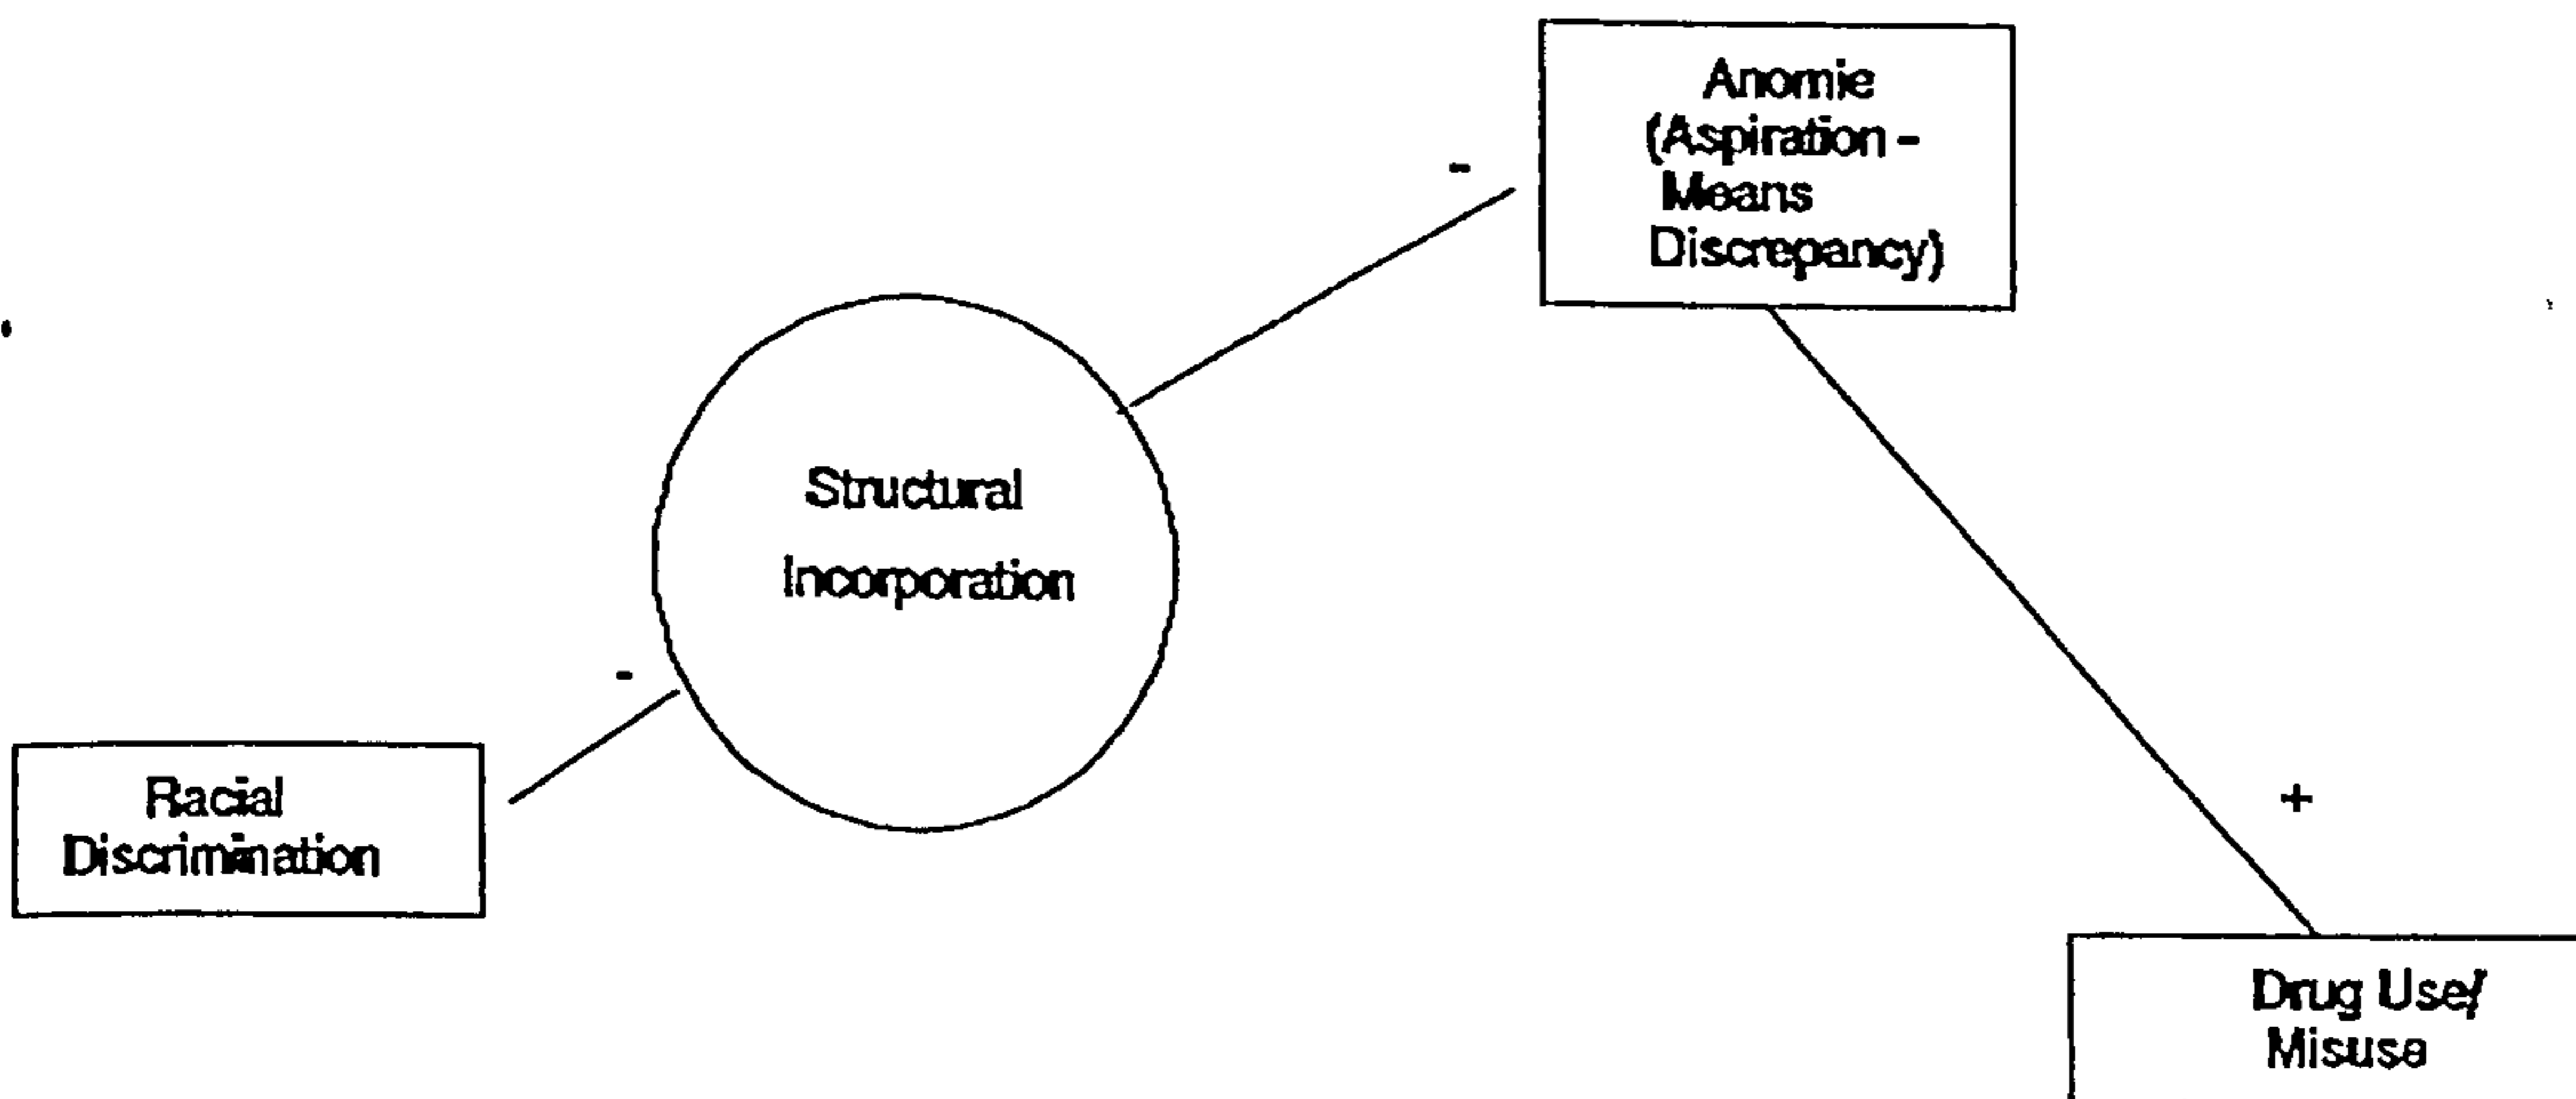 Anomie
(Aspiration -
Means
Discrepancy)
-
Structural
Incorporation
-
Racial
Discrimination
+
Drug Use/
Misuse